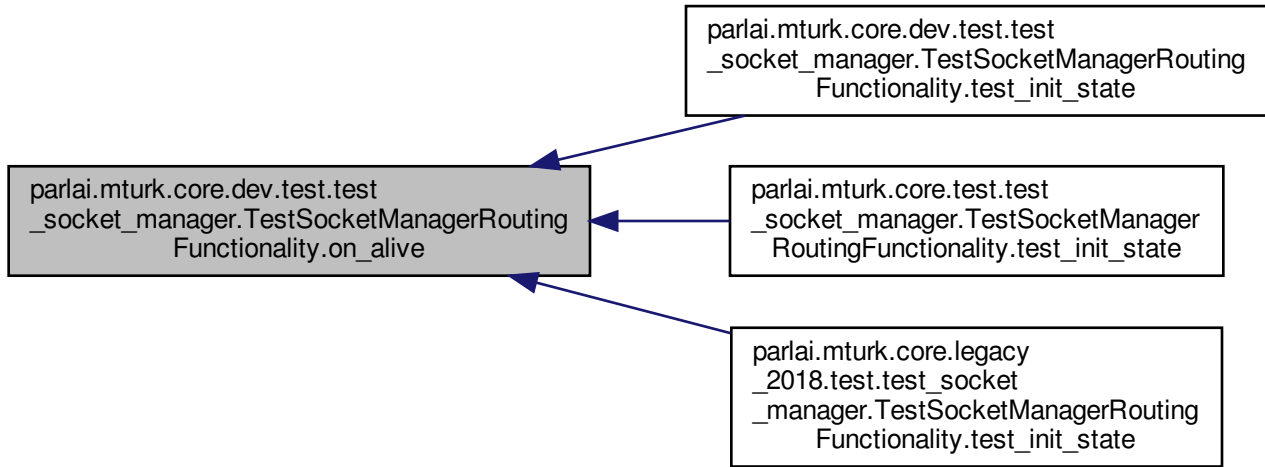 parlai.mturk.core.dev.test.test
_socket_manager.TestSocketManagerRouting
Functionality.on_alive
parlai.mturk.core.dev.test.test
_socket_manager.TestSocketManagerRouting
Functionality.test_init_state
parlai.mturk.core.test.test
_socket_manager.TestSocketManager
RoutingFunctionality.test_init_state
parlai.mturk.core.legacy
_2018.test.test_socket
_manager.TestSocketManagerRouting
Functionality.test_init_state